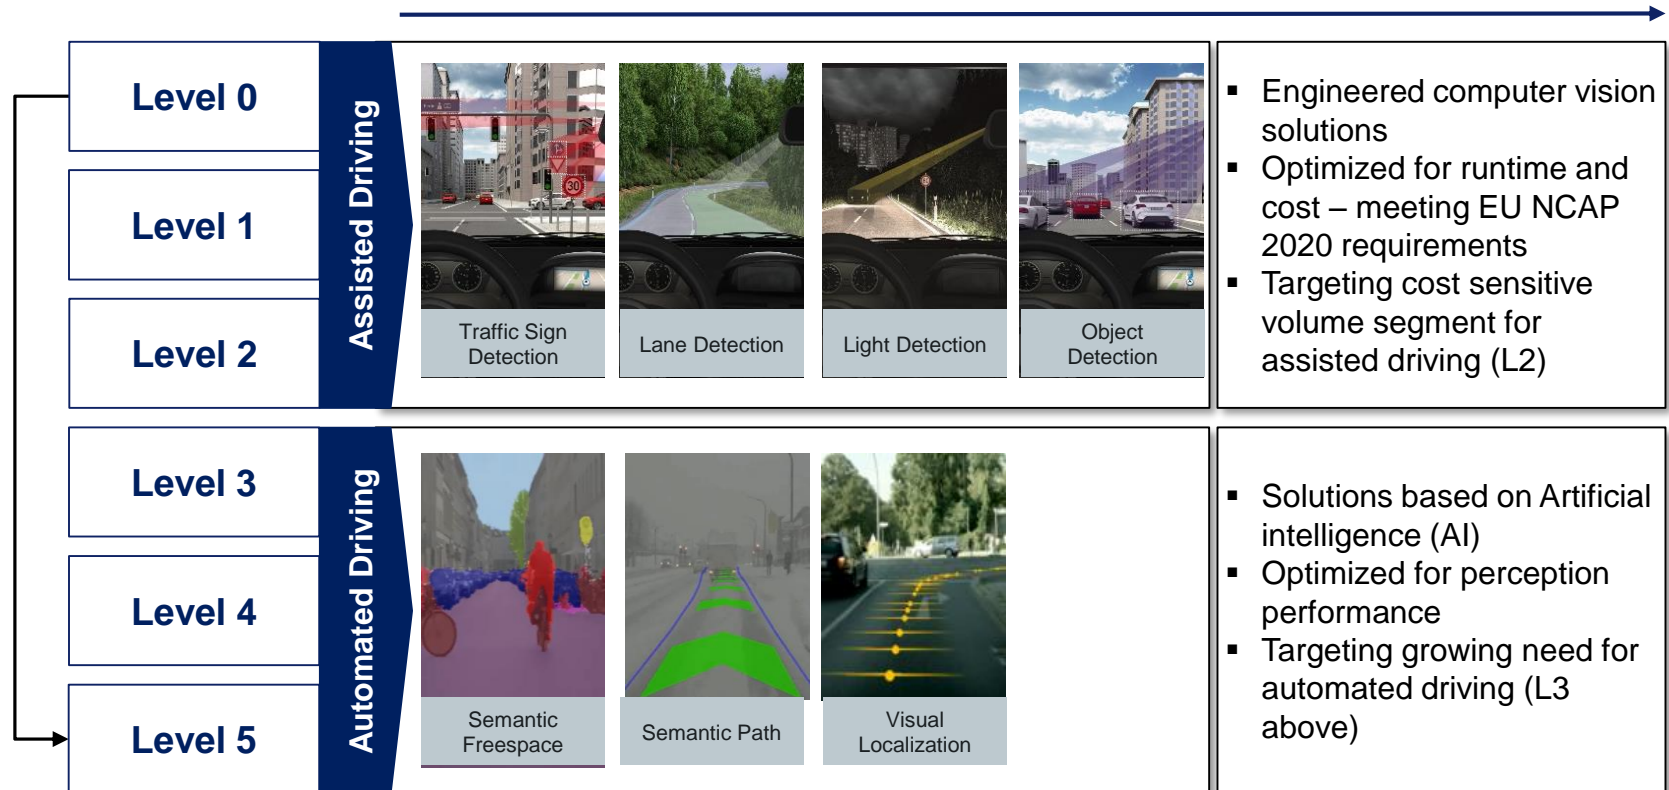 Level 0
Level 1
Level 2
Assisted Driving
30
Traffic Sign
Detection
Lane Detection
Light Detection
Object
Detection
▪ Engineered computer vision
solutions
▪ Optimized for runtime and
cost – meeting EU NCAP
2020 requirements
▪ Targeting cost sensitive
volume segment for
assisted driving (L2)
Level 3
Level 4
Level 5
Automated Driving
Semantic
Freespace
Semantic Path
Visual
Localization
▪ Solutions based on Artificial
intelligence (AI)
▪ Optimized for perception
performance
▪ Targeting growing need for
automated driving (L3
above)